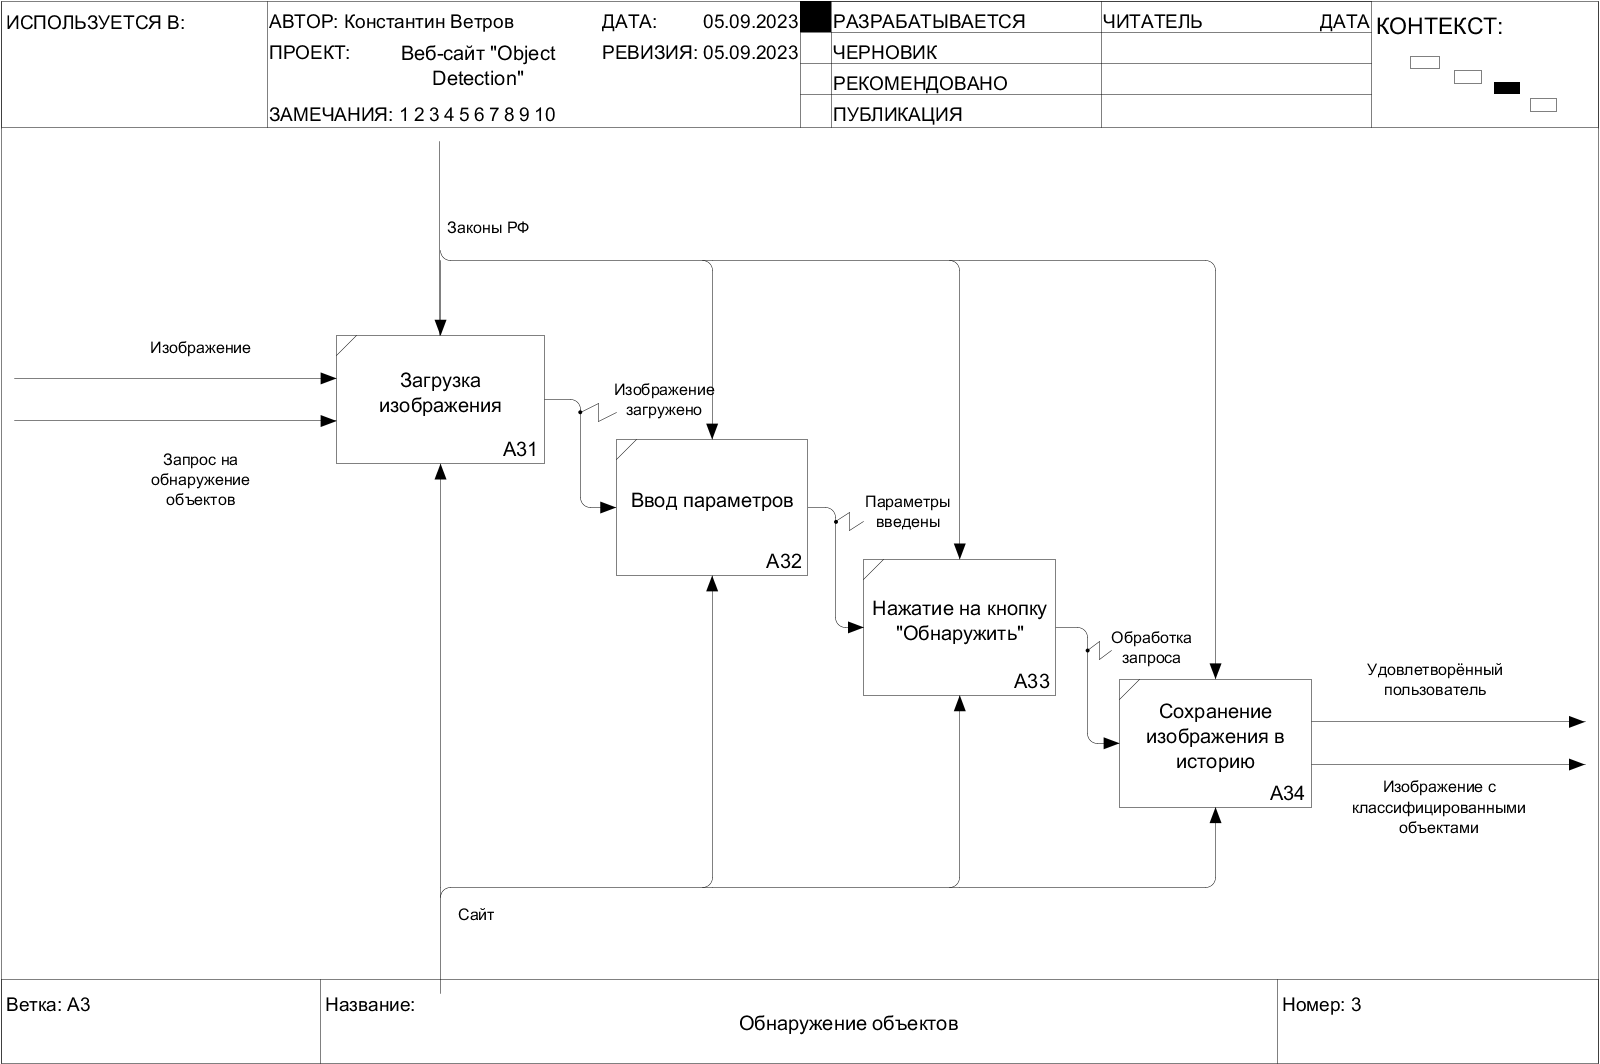 ИСПОЛЬЗУЕТСЯ В:
АВТОР: Константин Ветров
ДАТА: 05.09.2023
ПРОЕКТ: Веб-сайт "Object
Detection"
РЕВИЗИЯ: 05.09.2023
ЗАМЕЧАНИЯ: 1 2 3 4 5 6 7 8 9 10
РАЗРАБАТЫВАЕТСЯ
ЧЕРНОВИК
РЕКОМЕНДОВАНО
ПУБЛИКАЦИЯ
ЧИТАТЕЛЬ ДАТА
КОНТЕКСТ:
Законы РФ
Изображение
Запрос на
обнаружение
объектов
Загрузка
изображения
A31
Изображение
загружено
Ввод параметров
A32
Параметры
введены
Нажатие на кнопку
"Обнаружить"
A33
Обработка
запроса
Сохранение
изображения в
историю
A34
Удовлетворённый
пользователь
Изображение с
классифицированными
объектами
Сайт
Ветка: A3
Название:
Обнаружение объектов
Номер: 3